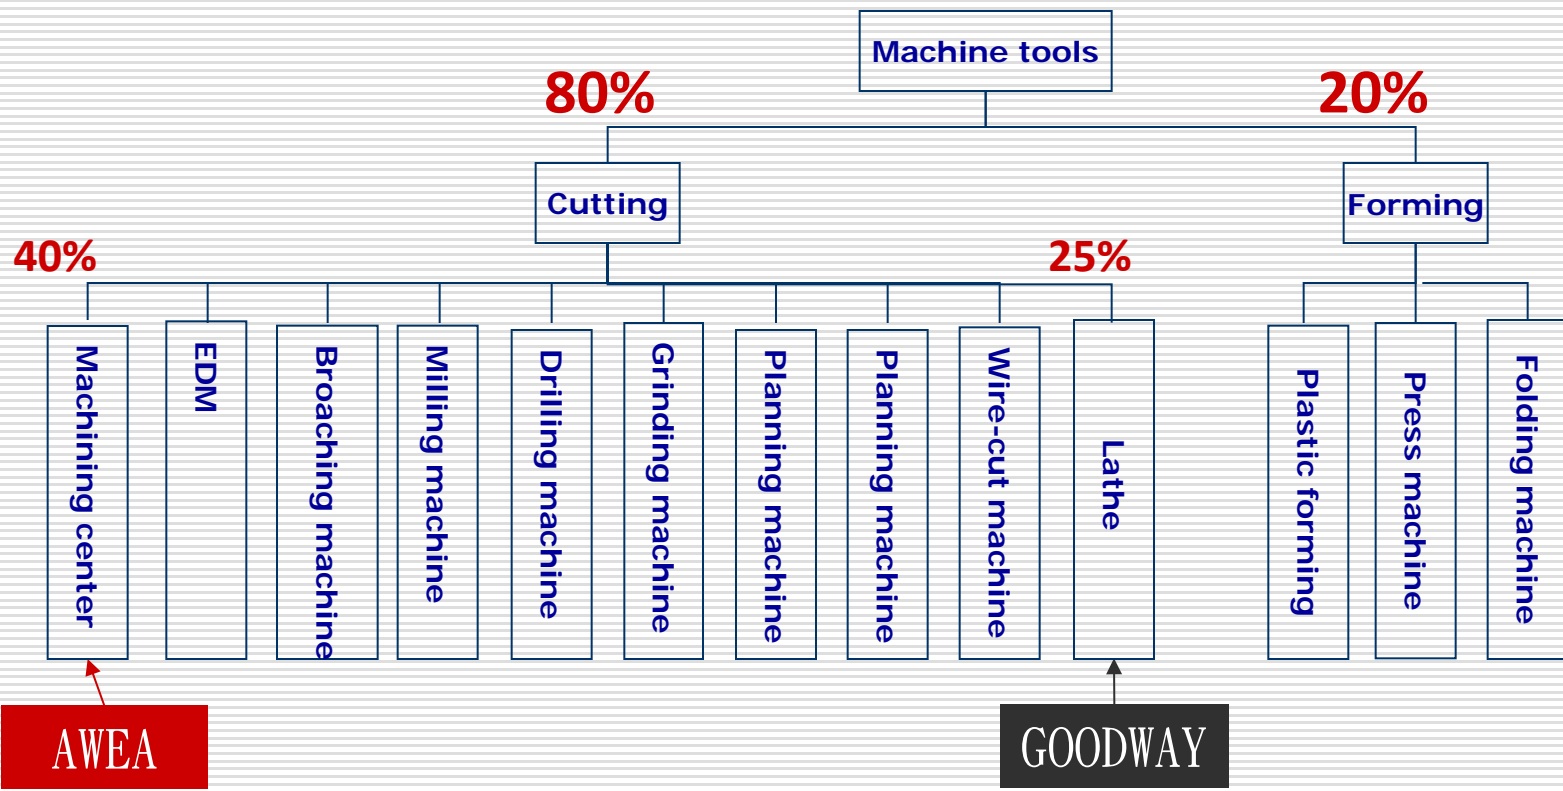 Machine tools
80%
20%
Cutting
Forming
40%
25%
Machining center
EDM
Broaching machine
Milling machine
Drilling machine
Grinding machine
Planning machine
Planning machine
Wire-cut machine
Lathe
Plastic forming
Press machine
Folding machine
AWEA
GOODWAY